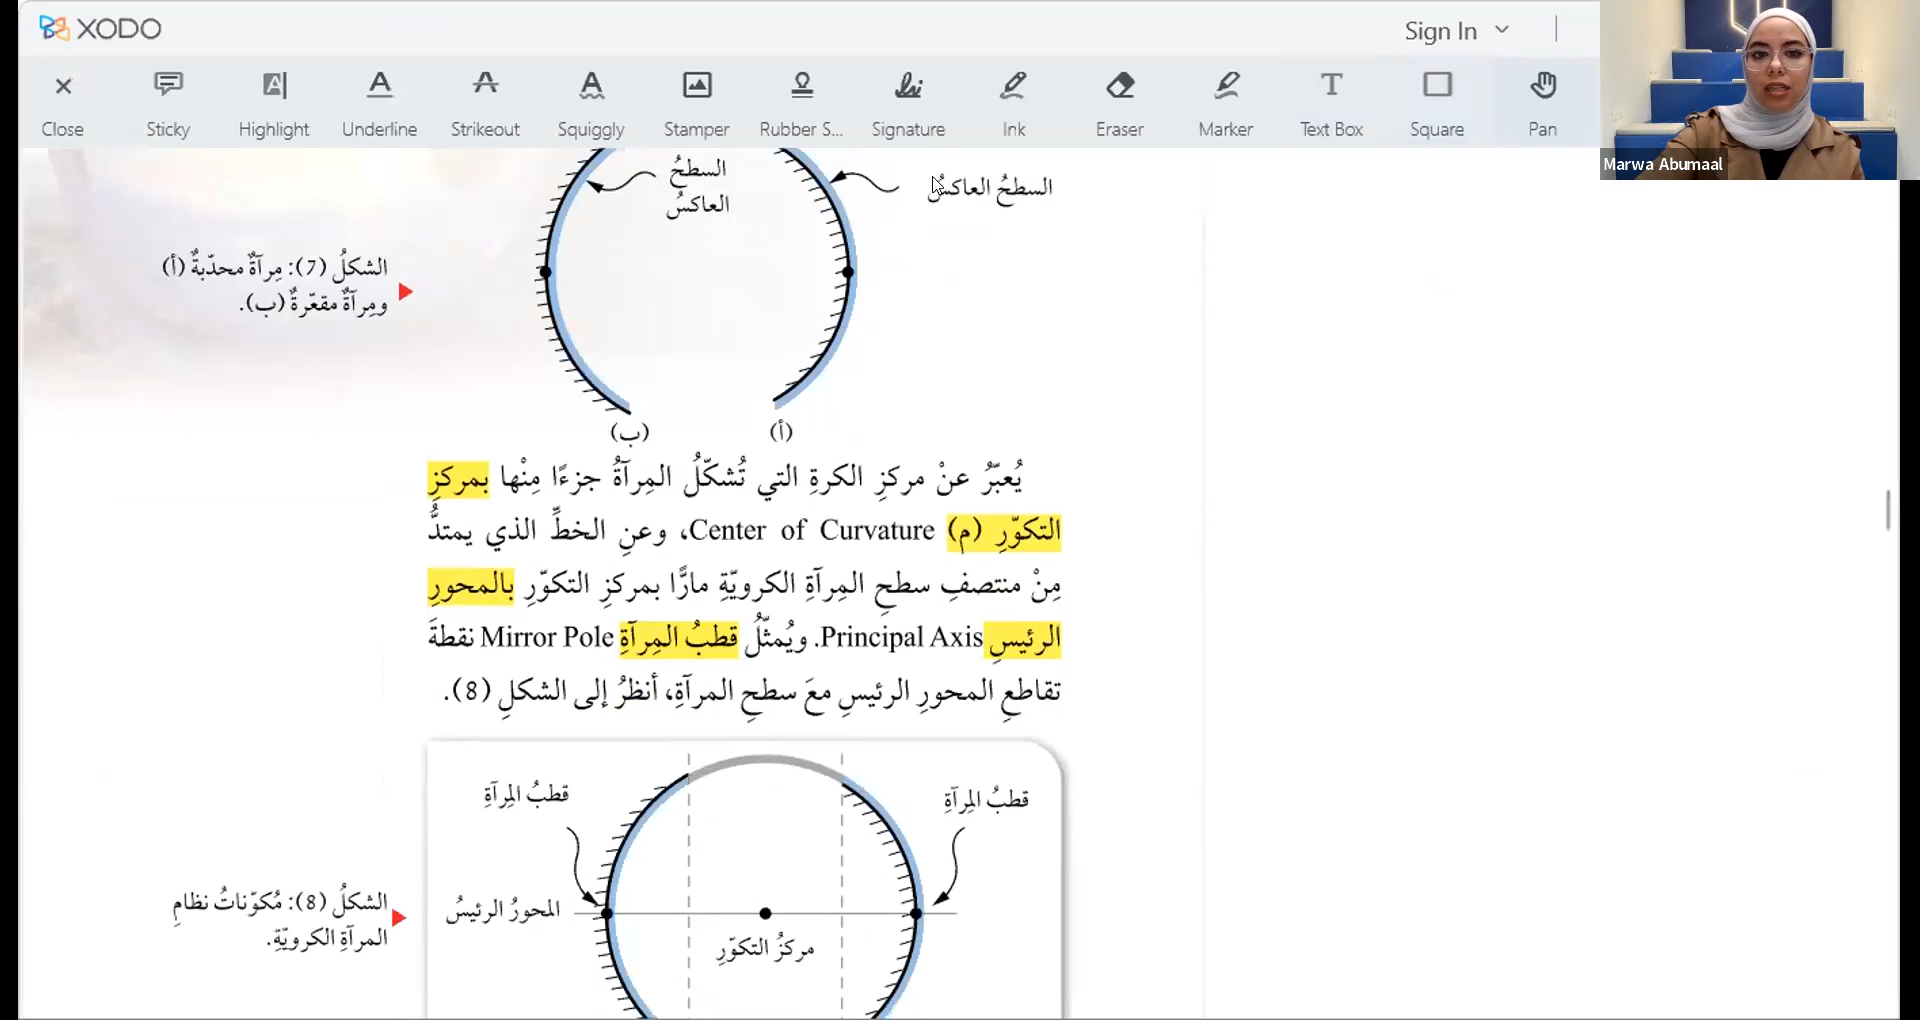 XODO
Sign In
Close
Sticky
Highlight
Underline
Strikeout
Squiggly
Stamper
Rubber S...
Signature
Ink
Eraser
Marker
Text Box
Square
Pan
Marwa Abumaal
السطحُ العاكسُ
السطحُ
العاكسُ
الشكلُ (7): مِرآةٌ محدّبةٌ (أ)
ومِرآةٌ مقعّرةٌ (ب).
(أ)
(ب)
يُعبّرُ عنْ مركزِ الكرةِ التي تُشكّلُ المِرآةُ جزءًا مِنْها بمركزِ
التكوّرِ (م) Center of Curvature، وعنِ الخطِّ الذي يمتدُّ
مِنْ منتصفِ سطحِ المِرآةِ الكرويّةِ مارًّا بمركزِ التكوّرِ بالمحورِ
الرئيسِ Principal Axis. ويُمثّلُ قطبُ المِرآةِ Mirror Pole نقطةَ
تقاطعِ المحورِ الرئيسِ معَ سطحِ المرآةِ، أنظرُ إلى الشكلِ (8).
قطبُ المِرآةِ
قطبُ المِرآةِ
المحورُ الرئيسُ
مركزُ التكوّرِ
الشكلُ (8): مُكوّناتُ نظامِ
المرآةِ الكرويّةِ.